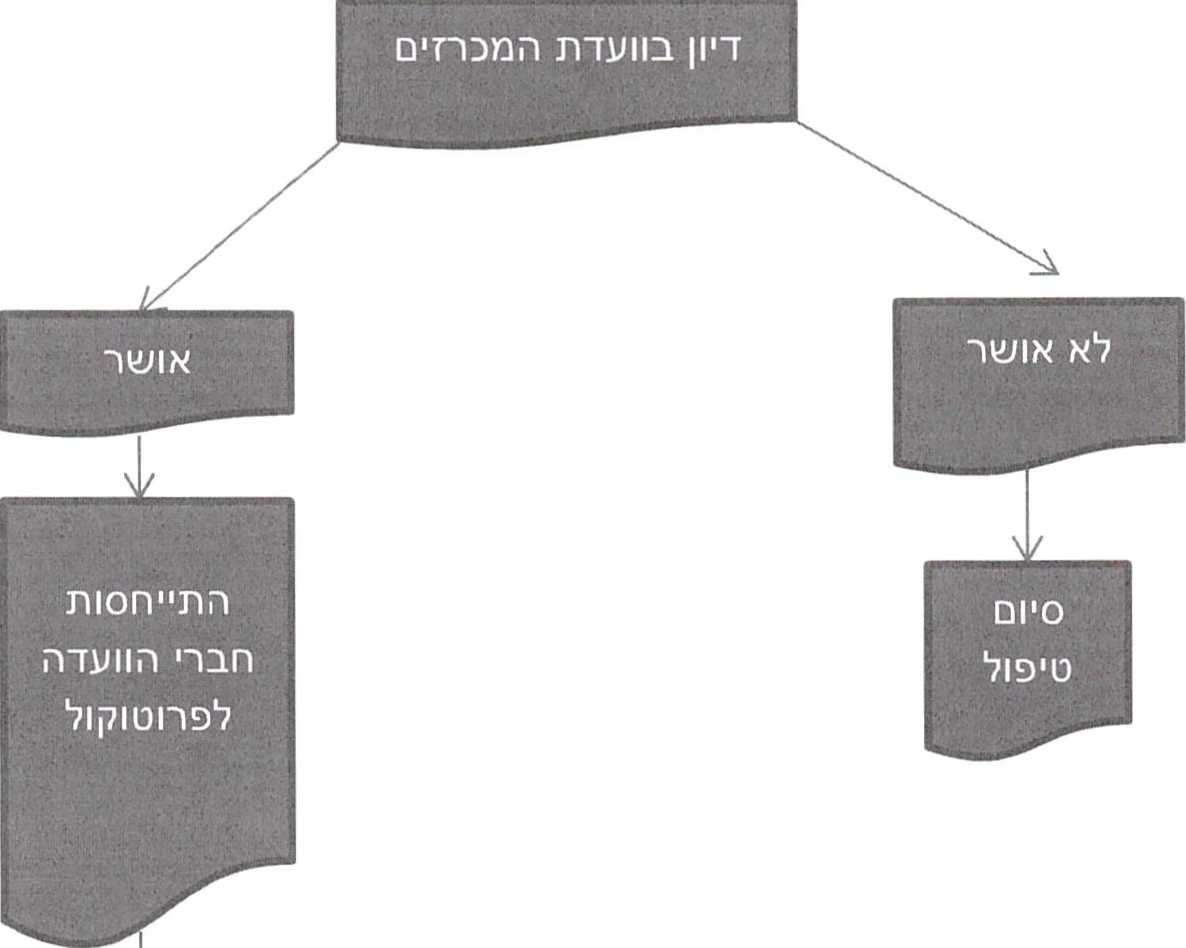 דיון בוועדת המכרזים
לא אושר
אושר
סיום
טיפול
התייחסות
חברי הוועדה
לפרוטוקול